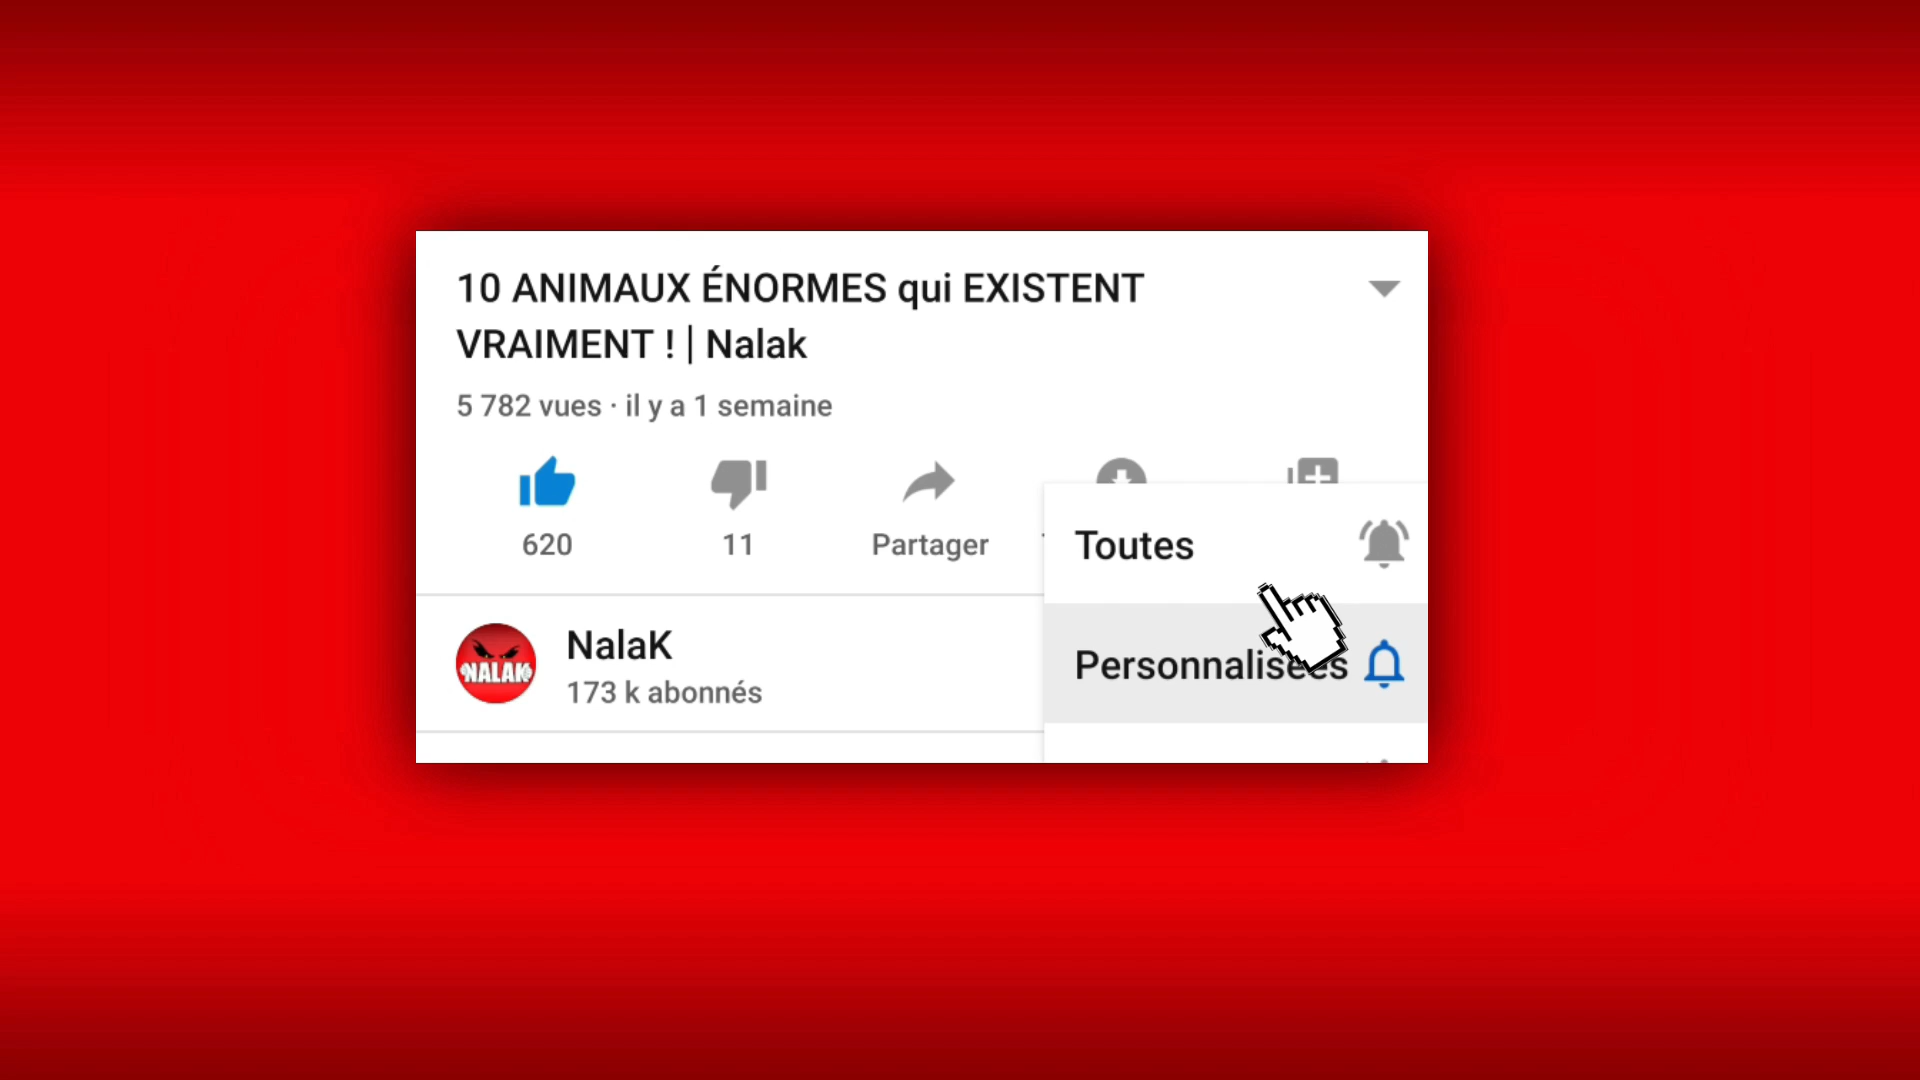 10 ANIMAUX ÉNORMES qui EXISTENT
VRAIMENT ! | Nalak
5 782 vues · il y a 1 semaine
620
11
Partager
Toutes
NalaK
NALAK
173 k abonnés
Personnalisées